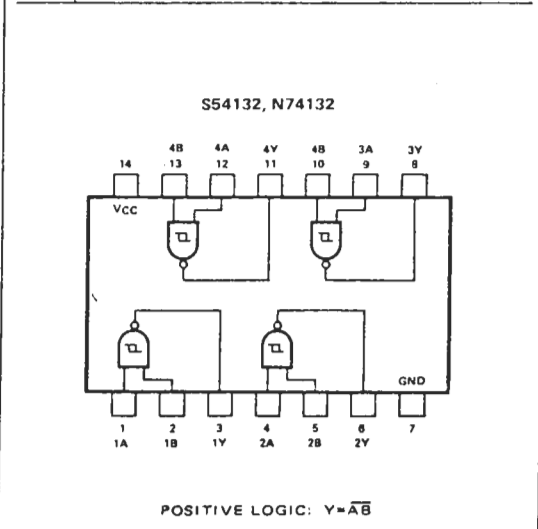 S54132, N74132
4B 4A 4Y 4B 3A 3Y
14 13 12 11 10 9 8
VCC
GND
1 2 3 4 5 6 7
1A 1B 1Y 2A 2B 2Y
POSITIVE LOGIC: Y=A̅B̅